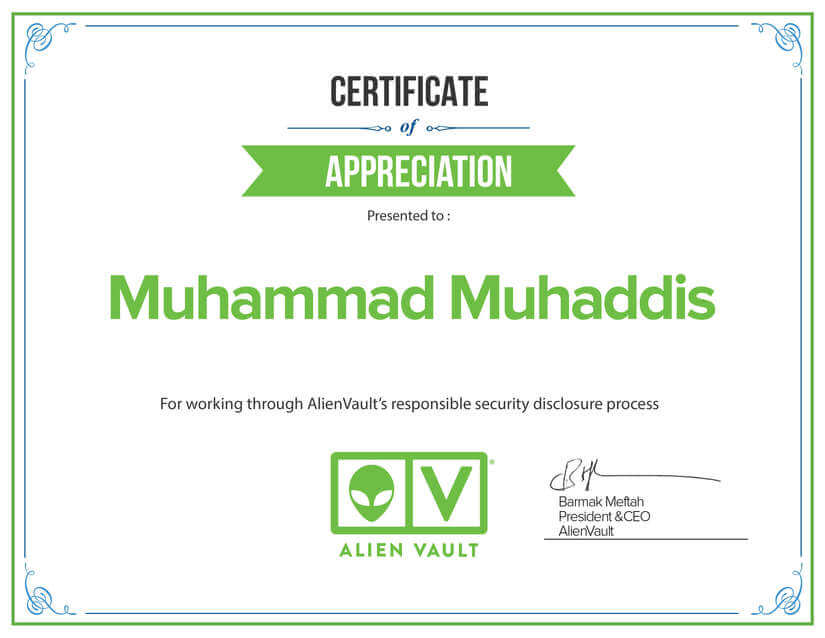 CERTIFICATE
of
APPRECIATION
Presented to :
Muhammad Muhaddis
For working through AlienVault's responsible security disclosure process
V®
ALIEN VAULT
Barmak Meftah
President &CEO
AlienVault